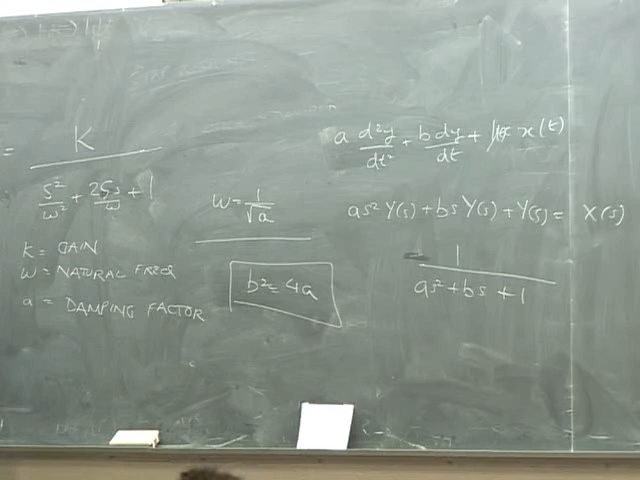 = K
s²/ω² + 2ζs/ω + 1
K = GAIN
ω = NATURAL FREQ
a = DAMPING FACTOR
ω = 1/√a
b² = 4a
a d²y/dt² + b dy/dt + x(t)
as² Y(s) + bs Y(s) + Y(s) = X(s)
= 1
as² + bs + 1